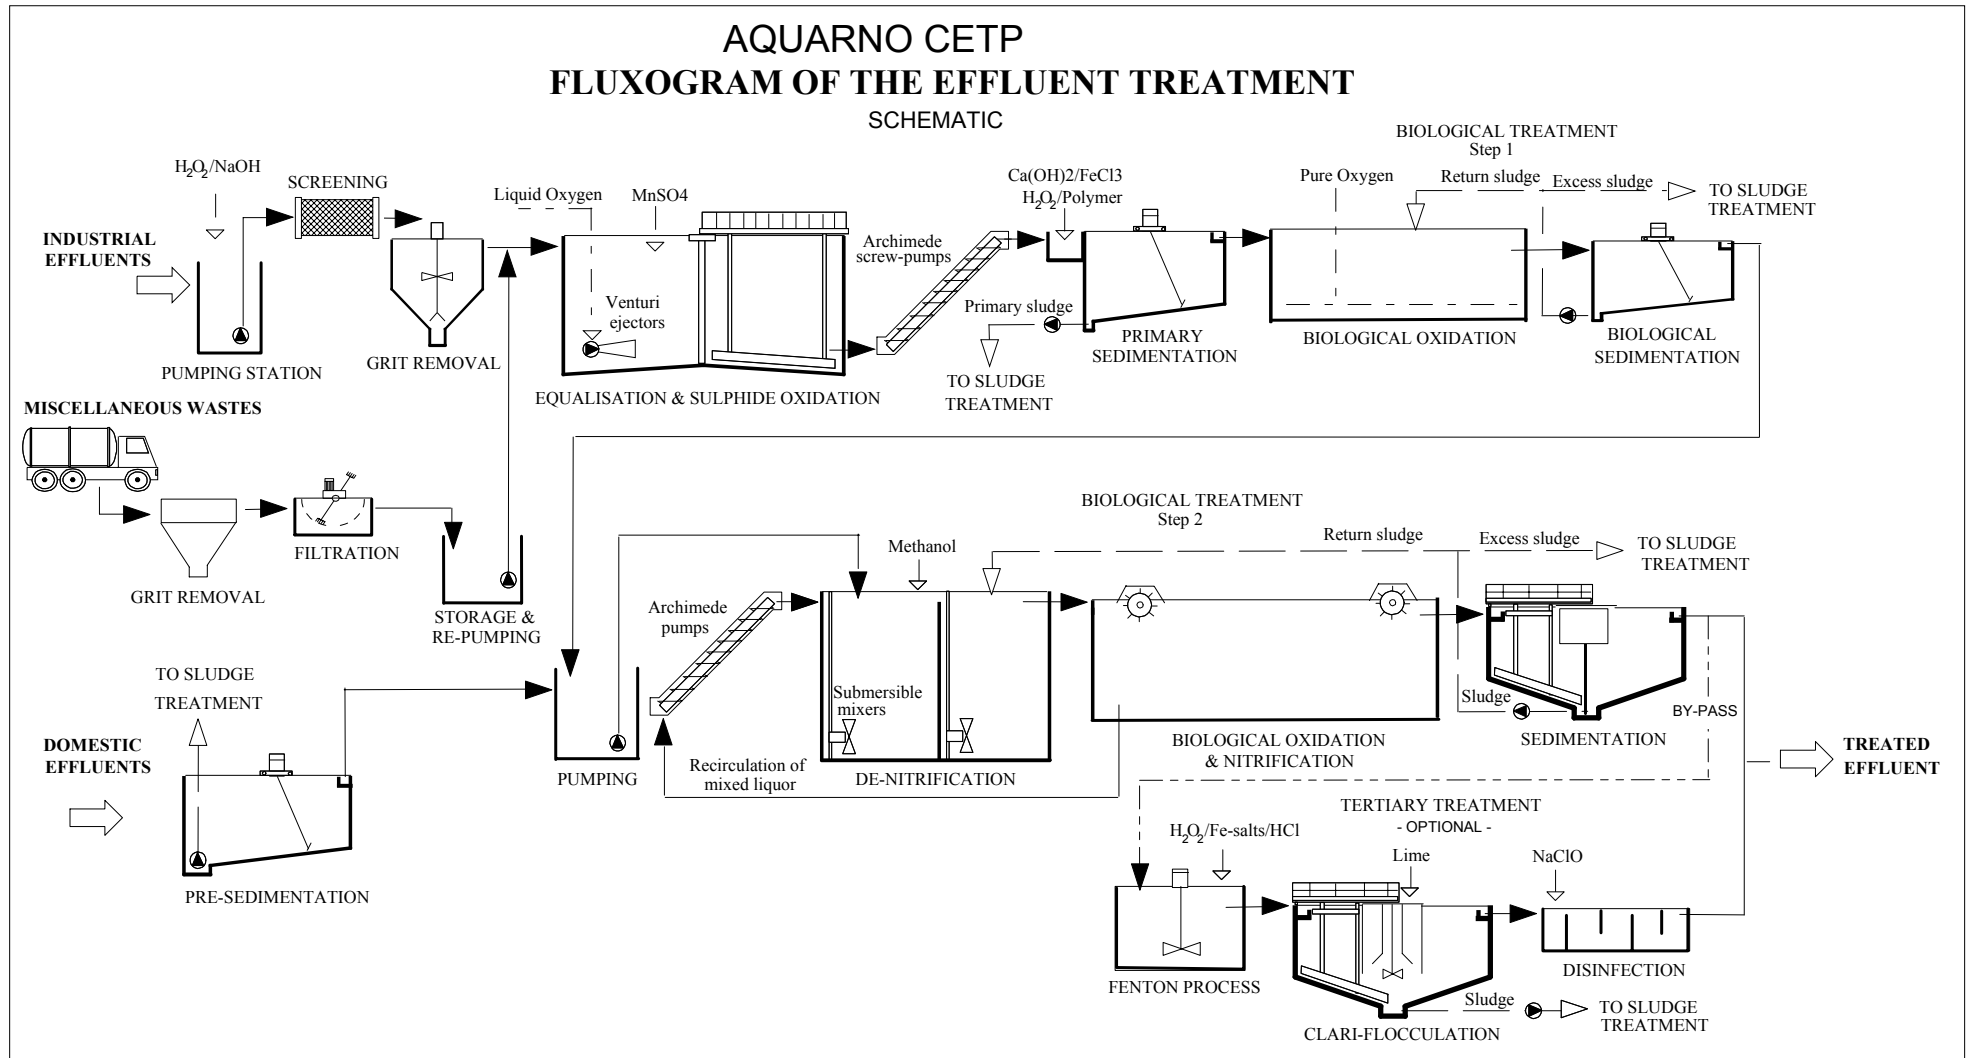 AQUARNO CETP
FLUXOGRAM OF THE EFFLUENT TREATMENT
SCHEMATIC
H2O2/NaOH
SCREENING
INDUSTRIAL
EFFLUENTS
PUMPING STATION
GRIT REMOVAL
Liquid Oxygen
MnSO4
Venturi
ejectors
EQUALISATION & SULPHIDE OXIDATION
Archimede
screw-pumps
Ca(OH)2/FeCl3
H2O2/Polymer
Primary sludge
TO SLUDGE
TREATMENT
PRIMARY
SEDIMENTATION
BIOLOGICAL TREATMENT
Step 1
Pure Oxygen
Return sludge
Excess sludge
TO SLUDGE
TREATMENT
BIOLOGICAL OXIDATION
BIOLOGICAL
SEDIMENTATION
MISCELLANEOUS WASTES
GRIT REMOVAL
FILTRATION
STORAGE &
RE-PUMPING
TO SLUDGE
TREATMENT
DOMESTIC
EFFLUENTS
PRE-SEDIMENTATION
PUMPING
Archimede
pumps
Recirculation of
mixed liquor
BIOLOGICAL TREATMENT
Step 2
Methanol
Return sludge
Excess sludge
TO SLUDGE
TREATMENT
Submersible
mixers
DE-NITRIFICATION
BIOLOGICAL OXIDATION
& NITRIFICATION
Sludge
SEDIMENTATION
BY-PASS
TREATED
EFFLUENT
TERTIARY TREATMENT
- OPTIONAL -
H2O2/Fe-salts/HCl
Lime
NaClO
FENTON PROCESS
CLARI-FLOCCULATION
DISINFECTION
Sludge
TO SLUDGE
TREATMENT